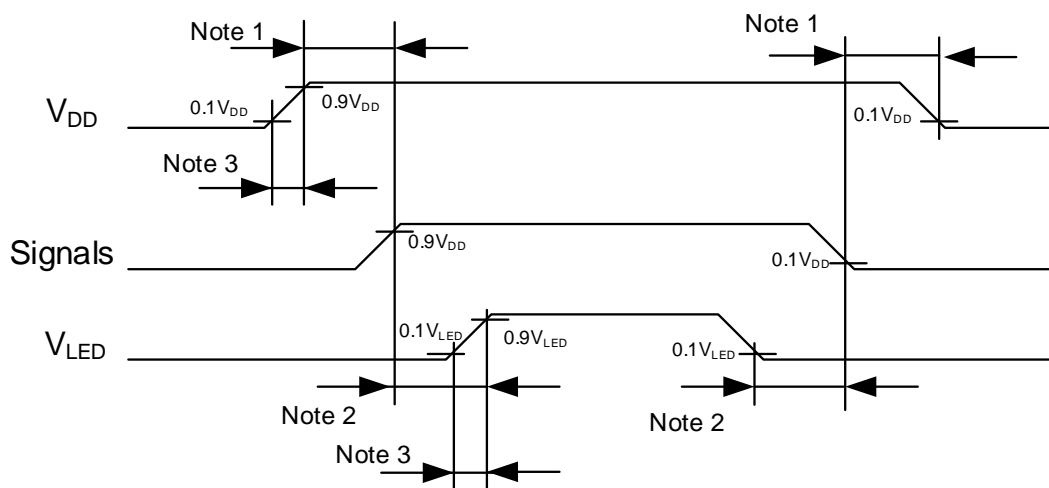 Note 1
Note 1
V_DD
0.1V_DD
0.9V_DD
0.1V_DD
Note 3
Signals
0.9V_DD
0.1V_DD
V_LED
0.1V_LED
0.9V_LED
0.1V_LED
Note 2
Note 2
Note 3